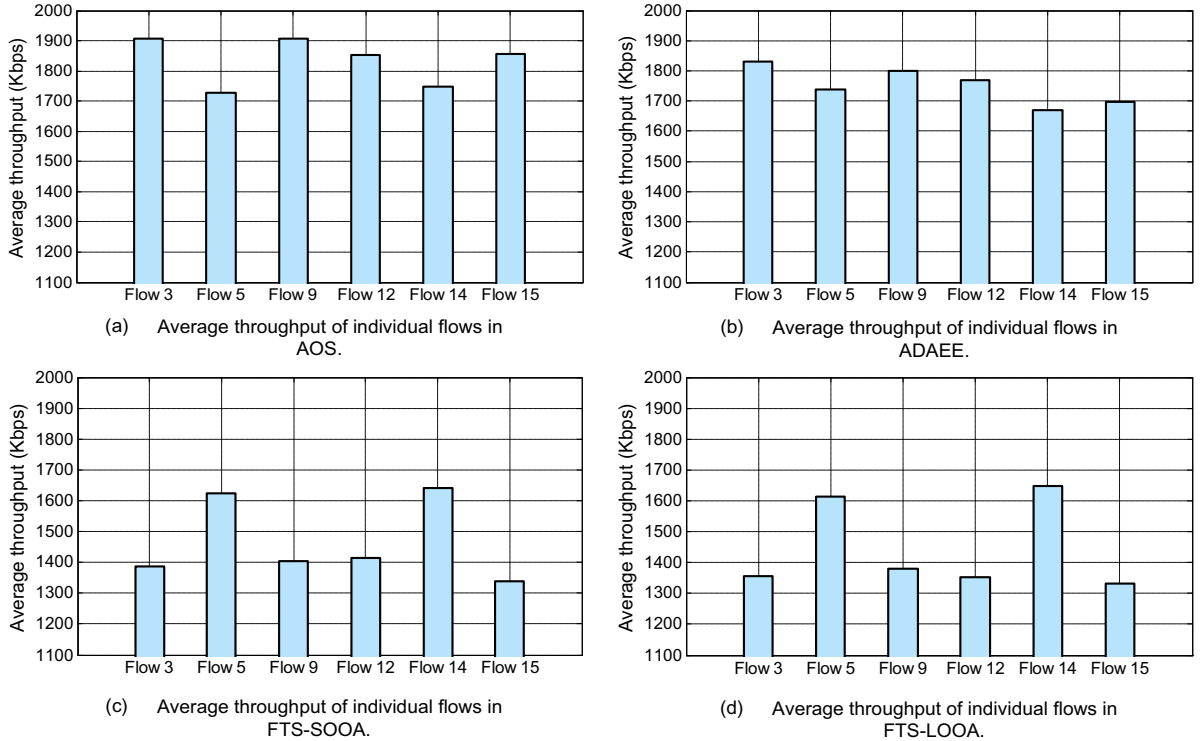 Average throughput (Kbps)
2000
1900
1800
1700
1600
1500
1400
1300
1200
1100
Flow 3 Flow 5 Flow 9 Flow 12 Flow 14 Flow 15
(a) Average throughput of individual flows in
AOS.
Average throughput (Kbps)
2000
1900
1800
1700
1600
1500
1400
1300
1200
1100
Flow 3 Flow 5 Flow 9 Flow 12 Flow 14 Flow 15
(b) Average throughput of individual flows in
ADAEE.
Average throughput (Kbps)
2000
1900
1800
1700
1600
1500
1400
1300
1200
1100
Flow 3 Flow 5 Flow 9 Flow 12 Flow 14 Flow 15
(c) Average throughput of individual flows in
FTS-SOOA.
Average throughput (Kbps)
2000
1900
1800
1700
1600
1500
1400
1300
1200
1100
Flow 3 Flow 5 Flow 9 Flow 12 Flow 14 Flow 15
(d) Average throughput of individual flows in
FTS-LOOA.